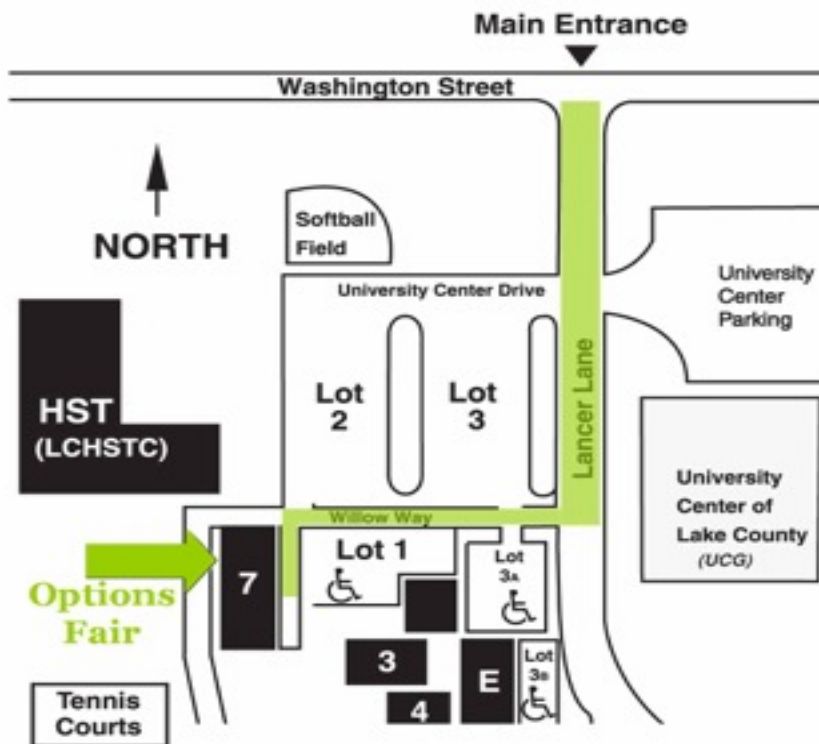 Main Entrance
Washington Street
NORTH
Softball
Field
University Center Drive
University
Center
Parking
Lot
2
Lot
3
Lancer Lane
HST
(LCHSTC)
University
Center of
Lake County
(UCG)
Willow Way
Lot 1
Lot
3A
7
Options
Fair
3
E
Lot
3B
4
Tennis
Courts